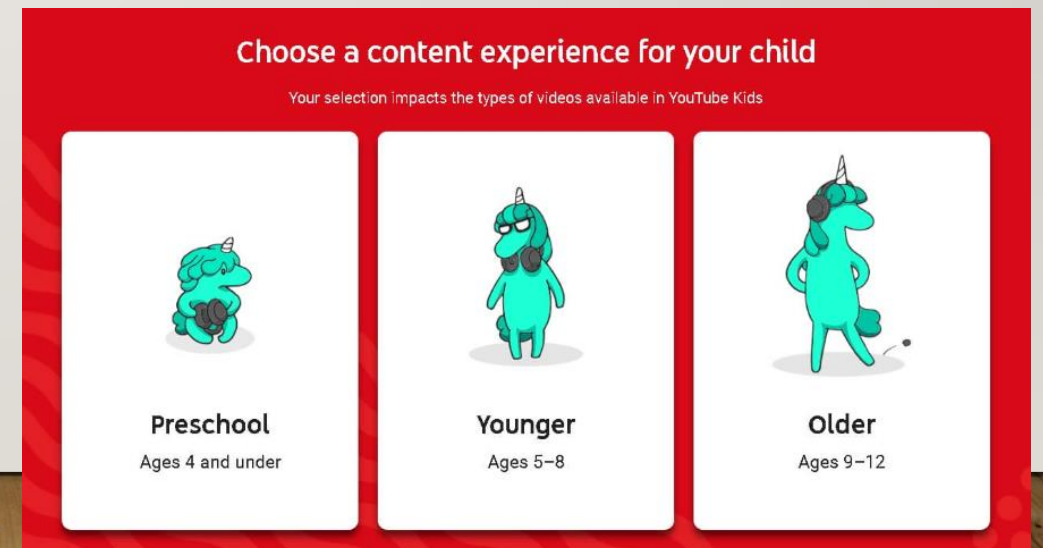 Choose a content experience for your child
Your selection impacts the types of videos available in YouTube Kids
Preschool
Ages 4 and under
Younger
Ages 5–8
Older
Ages 9–12